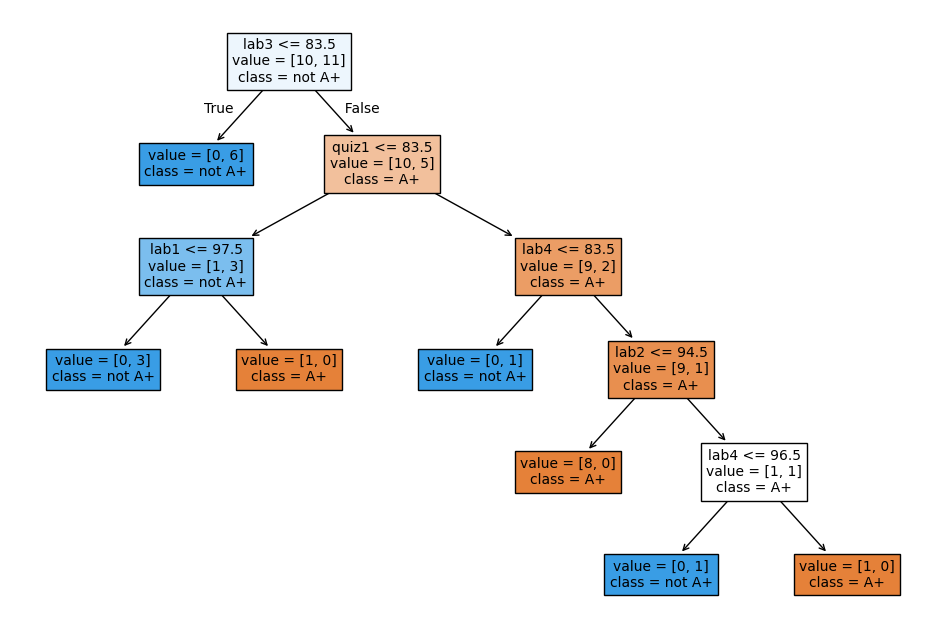 lab3 <= 83.5
value = [10, 11]
class = not A+
True
False
value = [0, 6]
class = not A+
quiz1 <= 83.5
value = [10, 5]
class = A+
lab1 <= 97.5
value = [1, 3]
class = not A+
lab4 <= 83.5
value = [9, 2]
class = A+
value = [0, 3]
class = not A+
value = [1, 0]
class = A+
value = [0, 1]
class = not A+
lab2 <= 94.5
value = [9, 1]
class = A+
value = [8, 0]
class = A+
lab4 <= 96.5
value = [1, 1]
class = A+
value = [0, 1]
class = not A+
value = [1, 0]
class = A+